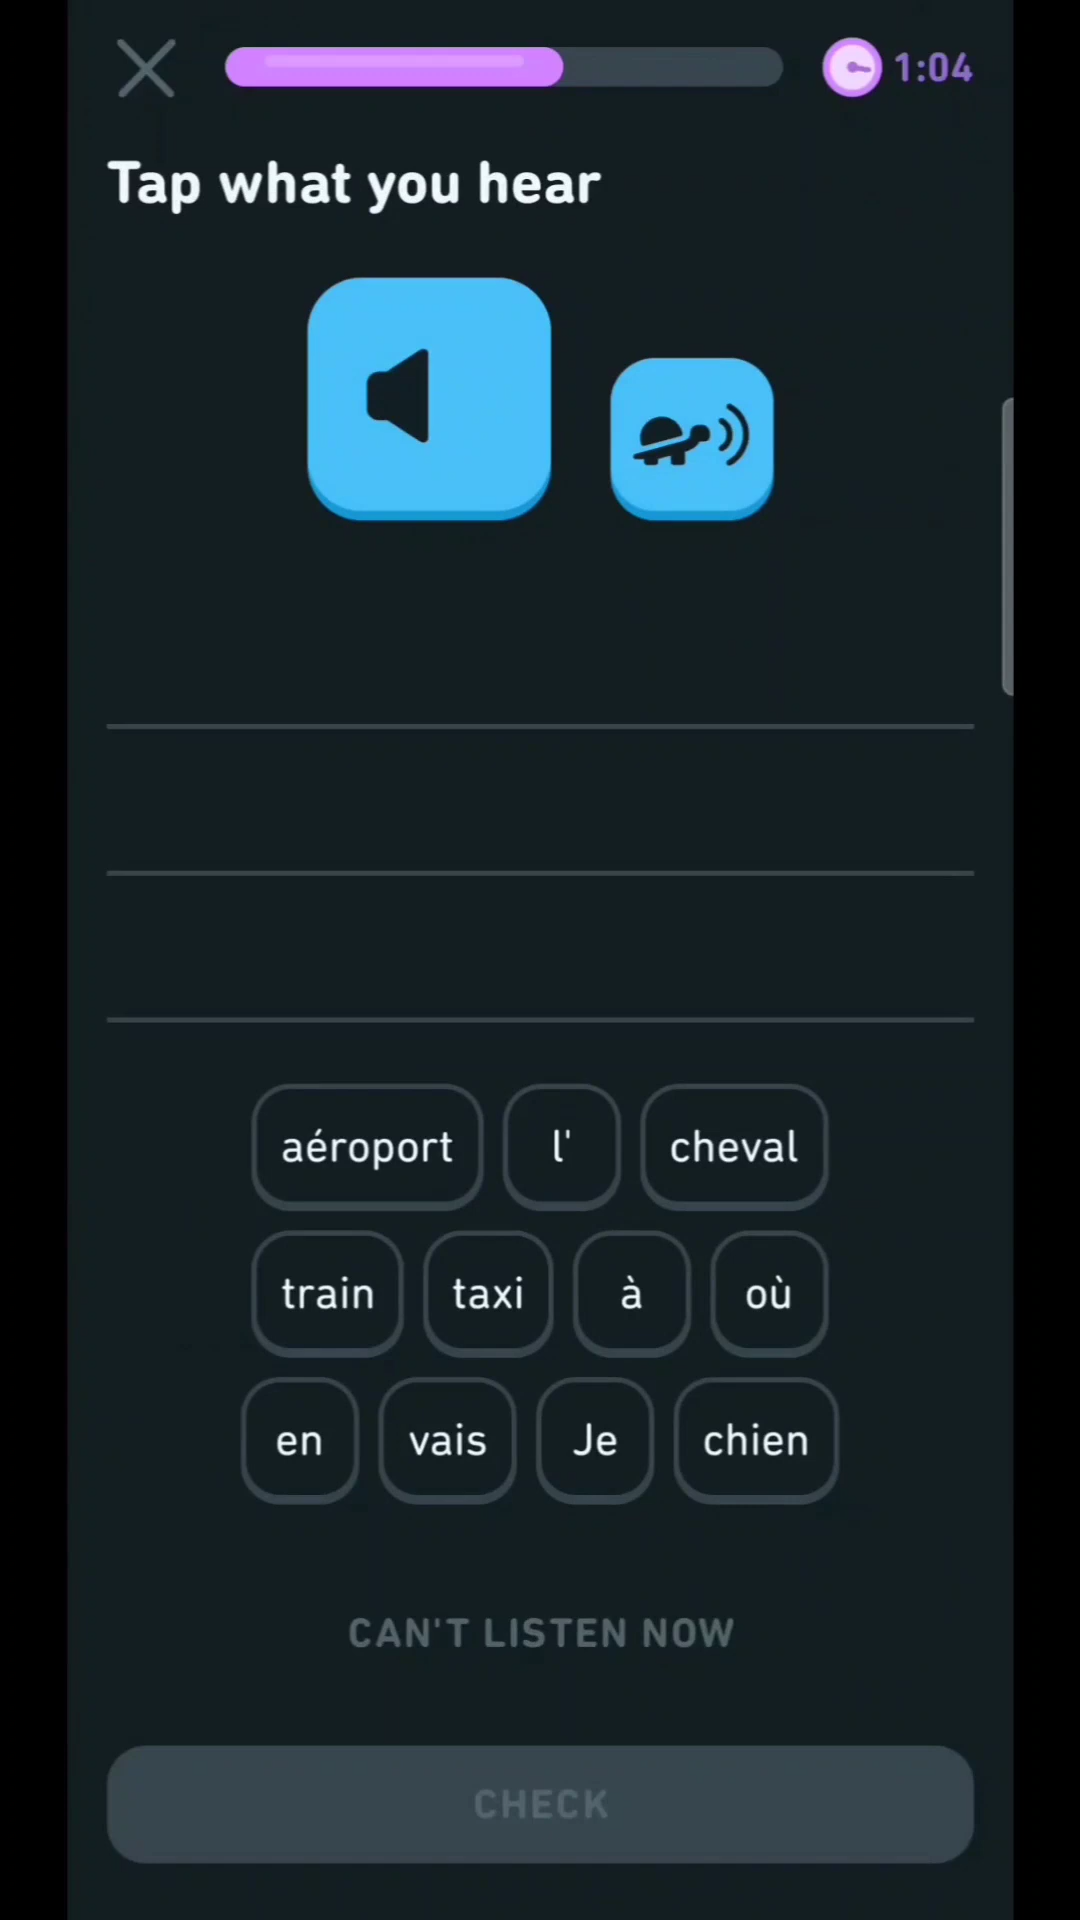 1:04
Tap what you hear
aéroport l' cheval
train taxi à où
en vais Je chien
CAN'T LISTEN NOW
CHECK